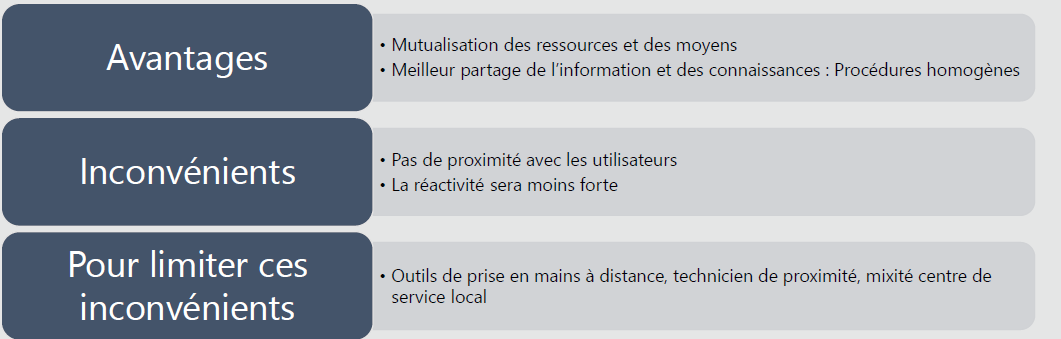 Avantages
• Mutualisation des ressources et des moyens
• Meilleur partage de l'information et des connaissances : Procédures homogènes
Inconvénients
• Pas de proximité avec les utilisateurs
• La réactivité sera moins forte
Pour limiter ces
inconvénients
• Outils de prise en mains à distance, technicien de proximité, mixité centre de
service local